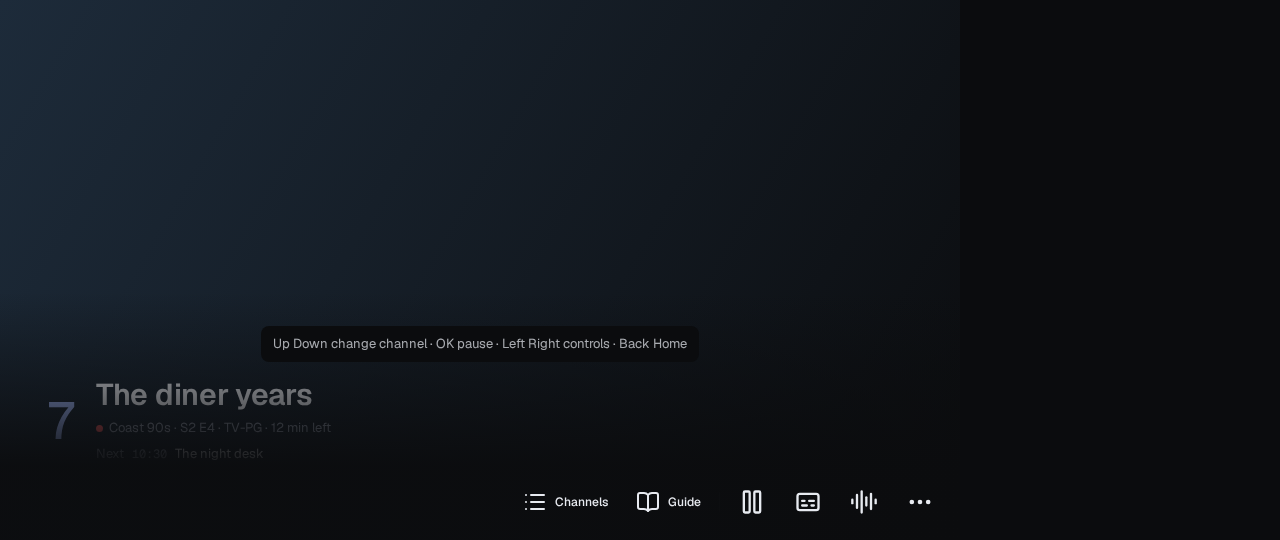 Up Down change channel · OK pause · Left Right controls · Back Home
7
The diner years
Coast 90s · S2 E4 · TV-PG · 12 min left
Next 10:30 The night desk
Channels
Guide